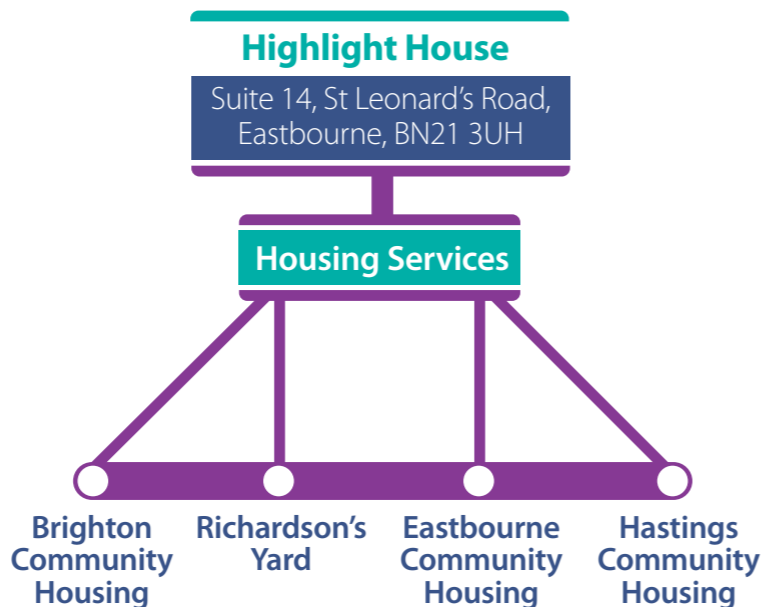 Highlight House
Suite 14, St Leonard's Road,
Eastbourne, BN21 3UH
Housing Services
Brighton
Community
Housing
Richardson's
Yard
Eastbourne
Community
Housing
Hastings
Community
Housing